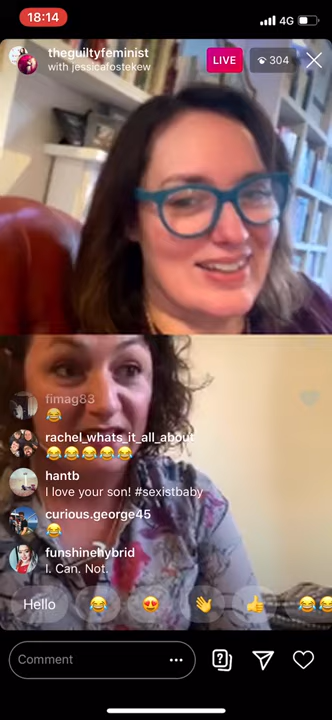 18:14
4G
theguiltyfeminist
with jessicafostekew
LIVE
304
fimag83
😂
rachel_whats_it_all_about
😂😂😂😂😂
hantb
I love your son! #sexistbaby
curious.george45
😂
funshinehybrid
I. Can. Not.
Hello 😂 😍 👋 👍 😂😂
Comment